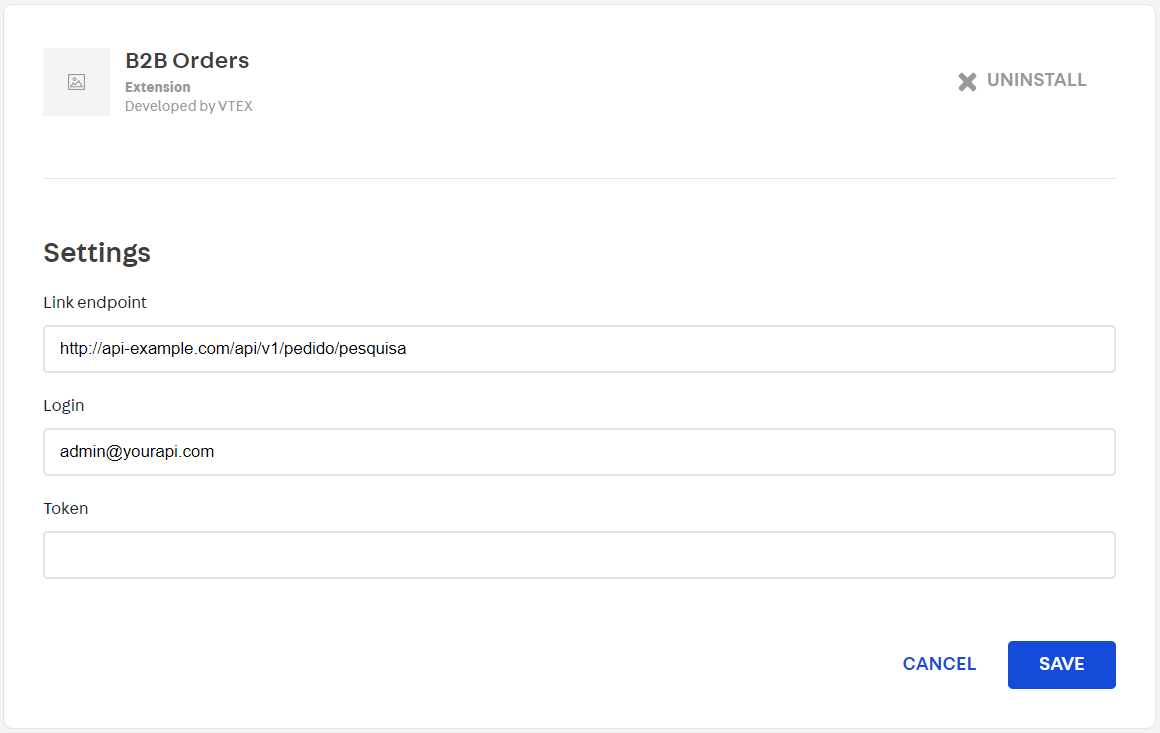 B2B Orders
Extension
Developed by VTEX
UNINSTALL
Settings
Link endpoint
http://api-example.com/api/v1/pedido/pesquisa
Login
admin@yourapi.com
Token
CANCEL
SAVE